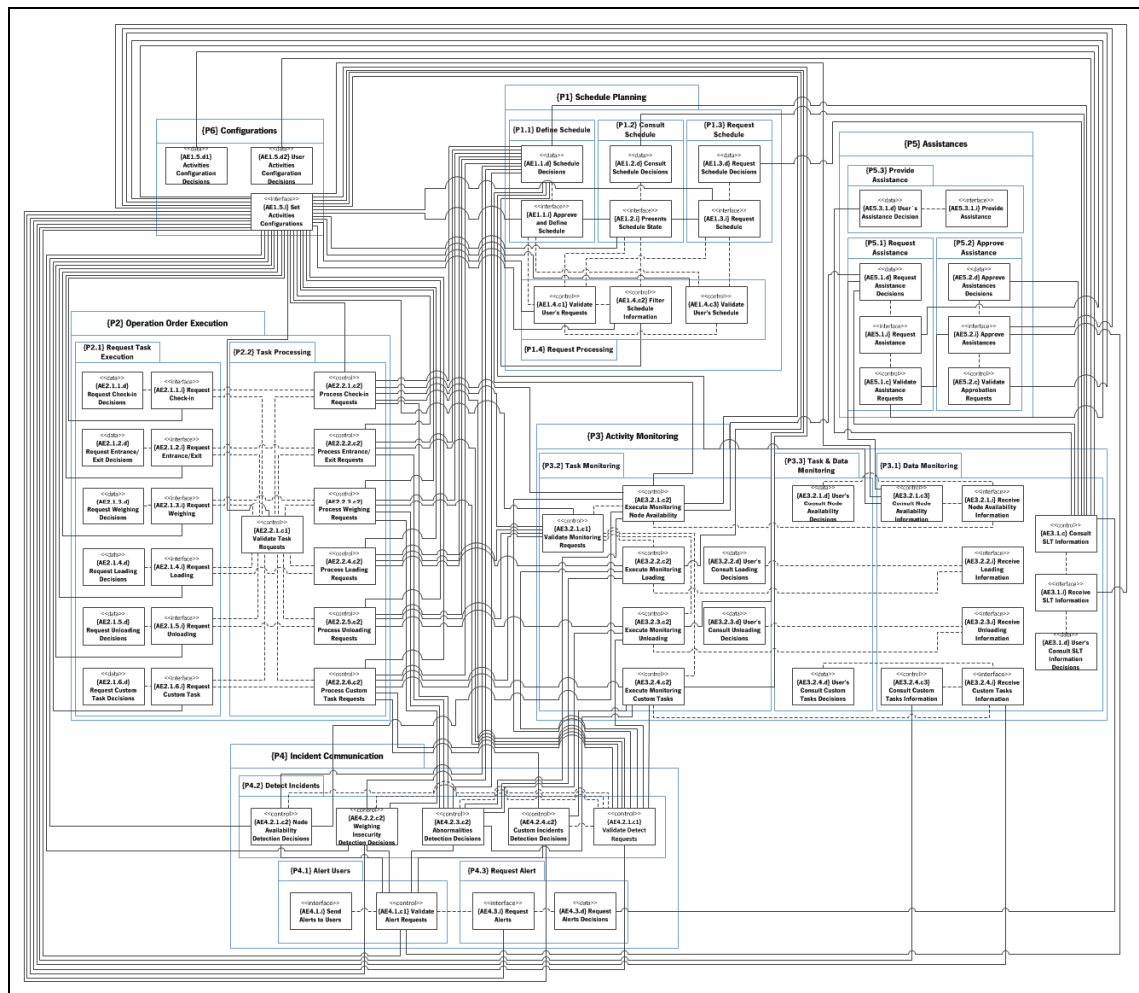 {P1} Schedule Planning
{P1.1} Define Schedule
{P1.2} Consult
Schedule
{P1.3} Request
Schedule
<<data>>
{AE1.1.d} Schedule
Decisions
<<data>>
{AE1.2.d} Consult
Schedule Decisions
<<data>>
{AE1.3.d} Request
Schedule Decisions
<<interface>>
{AE1.1.i} Approve
and Define
Schedule
<<interface>>
{AE1.2.i} Presents
Schedule State
<<interface>>
{AE1.3.i} Request
Schedule
<<control>>
{AE1.4.c1} Validate
User's Requests
<<control>>
{AE1.4.c2} Filter
Schedule
Information
<<control>>
{AE1.4.c3} Validate
User's Schedule
{P1.4} Request Processing
{P6} Configurations
<<data>>
{AE1.5.d1}
Activities
Configuration
Decisions
<<data>>
{AE1.5.d2} User
Activities
Configuration
Decisions
<<interface>>
{AE1.5.i} Set
Activities
Configurations
{P5} Assistances
{P5.3} Provide
Assistance
<<data>>
{AE5.3.1.d} User`s
Assistance Decision
<<interface>>
{AE5.3.1.i} Provide
Assistance
{P5.1} Request
Assistance
{P5.2} Approve
Assistance
<<data>>
{AE5.1.d} Request
Assistance
Decisions
<<data>>
{AE5.2.d} Approve
Assistances
Decisions
<<interface>>
{AE5.1.i} Request
Assistance
<<interface>>
{AE5.2.i} Approve
Assistances
<<control>>
{AE5.1.c} Validate
Assistance
Requests
<<control>>
{AE5.2.c} Validate
Approbation
Requests
{P2} Operation Order Execution
{P2.1} Request Task
Execution
{P2.2} Task Processing
<<data>>
{AE2.1.1.d}
Request Check-in
Decisions
<<interface>>
{AE2.1.1.i} Request
Check-in
<<control>>
{AE2.2.1.c2}
Process Check-in
Requests
<<data>>
{AE2.1.2.d}
Request Entrance/
Exit Decisions
<<interface>>
{AE2.1.2.i} Request
Entrance/Exit
<<control>>
{AE2.2.2.c2}
Process Entrance/
Exit Requests
<<data>>
{AE2.1.3.d}
Request Weighing
Decisions
<<interface>>
{AE2.1.3.i} Request
Weighing
<<control>>
{AE2.2.3.c2}
Process Weighing
Requests
<<control>>
{AE2.2.1.c1}
Validate Task
Requests
<<data>>
{AE2.1.4.d}
Request Loading
Decisions
<<interface>>
{AE2.1.4.i} Request
Loading
<<control>>
{AE2.2.4.c2}
Process Loading
Requests
<<data>>
{AE2.1.5.d}
Request Unloading
Decisions
<<interface>>
{AE2.1.5.i} Request
Unloading
<<control>>
{AE2.2.5.c2}
Process Unloading
Requests
<<data>>
{AE2.1.6.d}
Request Custom
Task Decisions
<<interface>>
{AE2.1.6.i} Request
Custom Task
<<control>>
{AE2.2.6.c2}
Process Custom
Task Requests
{P3} Activity Monitoring
{P3.2} Task Monitoring
{P3.3} Task & Data
Monitoring
{P3.1} Data Monitoring
<<control>>
{AE3.2.1.c2}
Execute Monitoring
Node Availability
<<data>>
{AE3.2.1.d} User's
Consult Node
Availability
Decisions
<<control>>
{AE3.2.1.c3}
Consult Node
Availability
Information
<<interface>>
{AE3.2.1.i} Receive
Node Availability
Information
<<control>>
{AE3.2.1.c1}
Validate Monitoring
Requests
<<control>>
{AE3.1.c} Consult
SLT Information
<<control>>
{AE3.2.2.c2}
Execute Monitoring
Loading
<<data>>
{AE3.2.2.d} User's
Consult Loading
Decisions
<<interface>>
{AE3.2.2.i} Receive
Loading
Information
<<interface>>
{AE3.1.i} Receive
SLT Information
<<control>>
{AE3.2.3.c2}
Execute Monitoring
Unloading
<<data>>
{AE3.2.3.d} User's
Consult Unloading
Decisions
<<interface>>
{AE3.2.3.i} Receive
Unloading
Information
<<data>>
{AE3.1.d} User's
Consult SLT
Information
Decisions
<<control>>
{AE3.2.4.c2}
Execute Monitoring
Custom Tasks
<<data>>
{AE3.2.4.d} User's
Consult Custom
Tasks Decisions
<<control>>
{AE3.2.4.c3}
Consult Custom
Tasks Information
<<interface>>
{AE3.2.4.i} Receive
Custom Tasks
Information
{P4} Incident Communication
{P4.2} Detect Incidents
<<control>>
{AE4.2.1.c2} Node
Availability
Detection Decisions
<<control>>
{AE4.2.2.c2}
Weighing
Insecurity
Detection Decisions
<<control>>
{AE4.2.3.c2}
Abnormalities
Detection Decisions
<<control>>
{AE4.2.4.c2}
Custom Incidents
Detection Decisions
<<control>>
{AE4.2.1.c1}
Validate Detect
Requests
{P4.1} Alert Users
{P4.3} Request Alert
<<interface>>
{AE4.1.i} Send
Alerts to Users
<<control>>
{AE4.1.c1} Validate
Alert Requests
<<interface>>
{AE4.3.i} Request
Alerts
<<data>>
{AE4.3.d} Request
Alerts Decisions